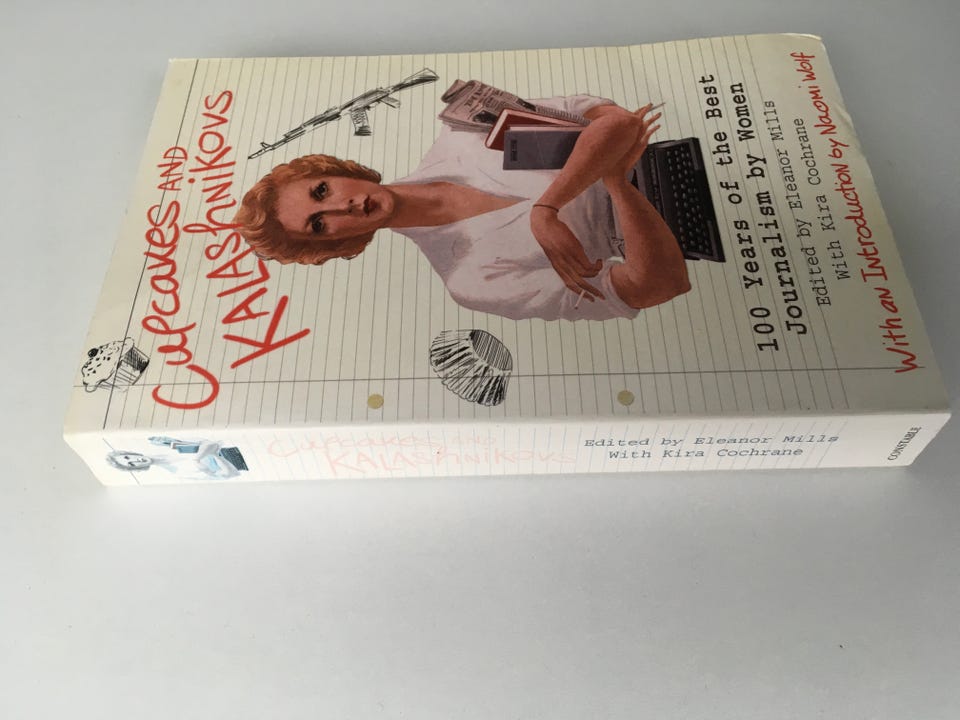 Cupcakes AND
KALAshNiKOVS
100 Years of the Best
Journalism by Women
Edited by Eleanor Mills
With Kira Cochrane
With an Introduction by Naomi Wolf
Cupcakes AND
KALAshNiKOVS
Edited by Eleanor Mills
With Kira Cochrane
CONSTABLE